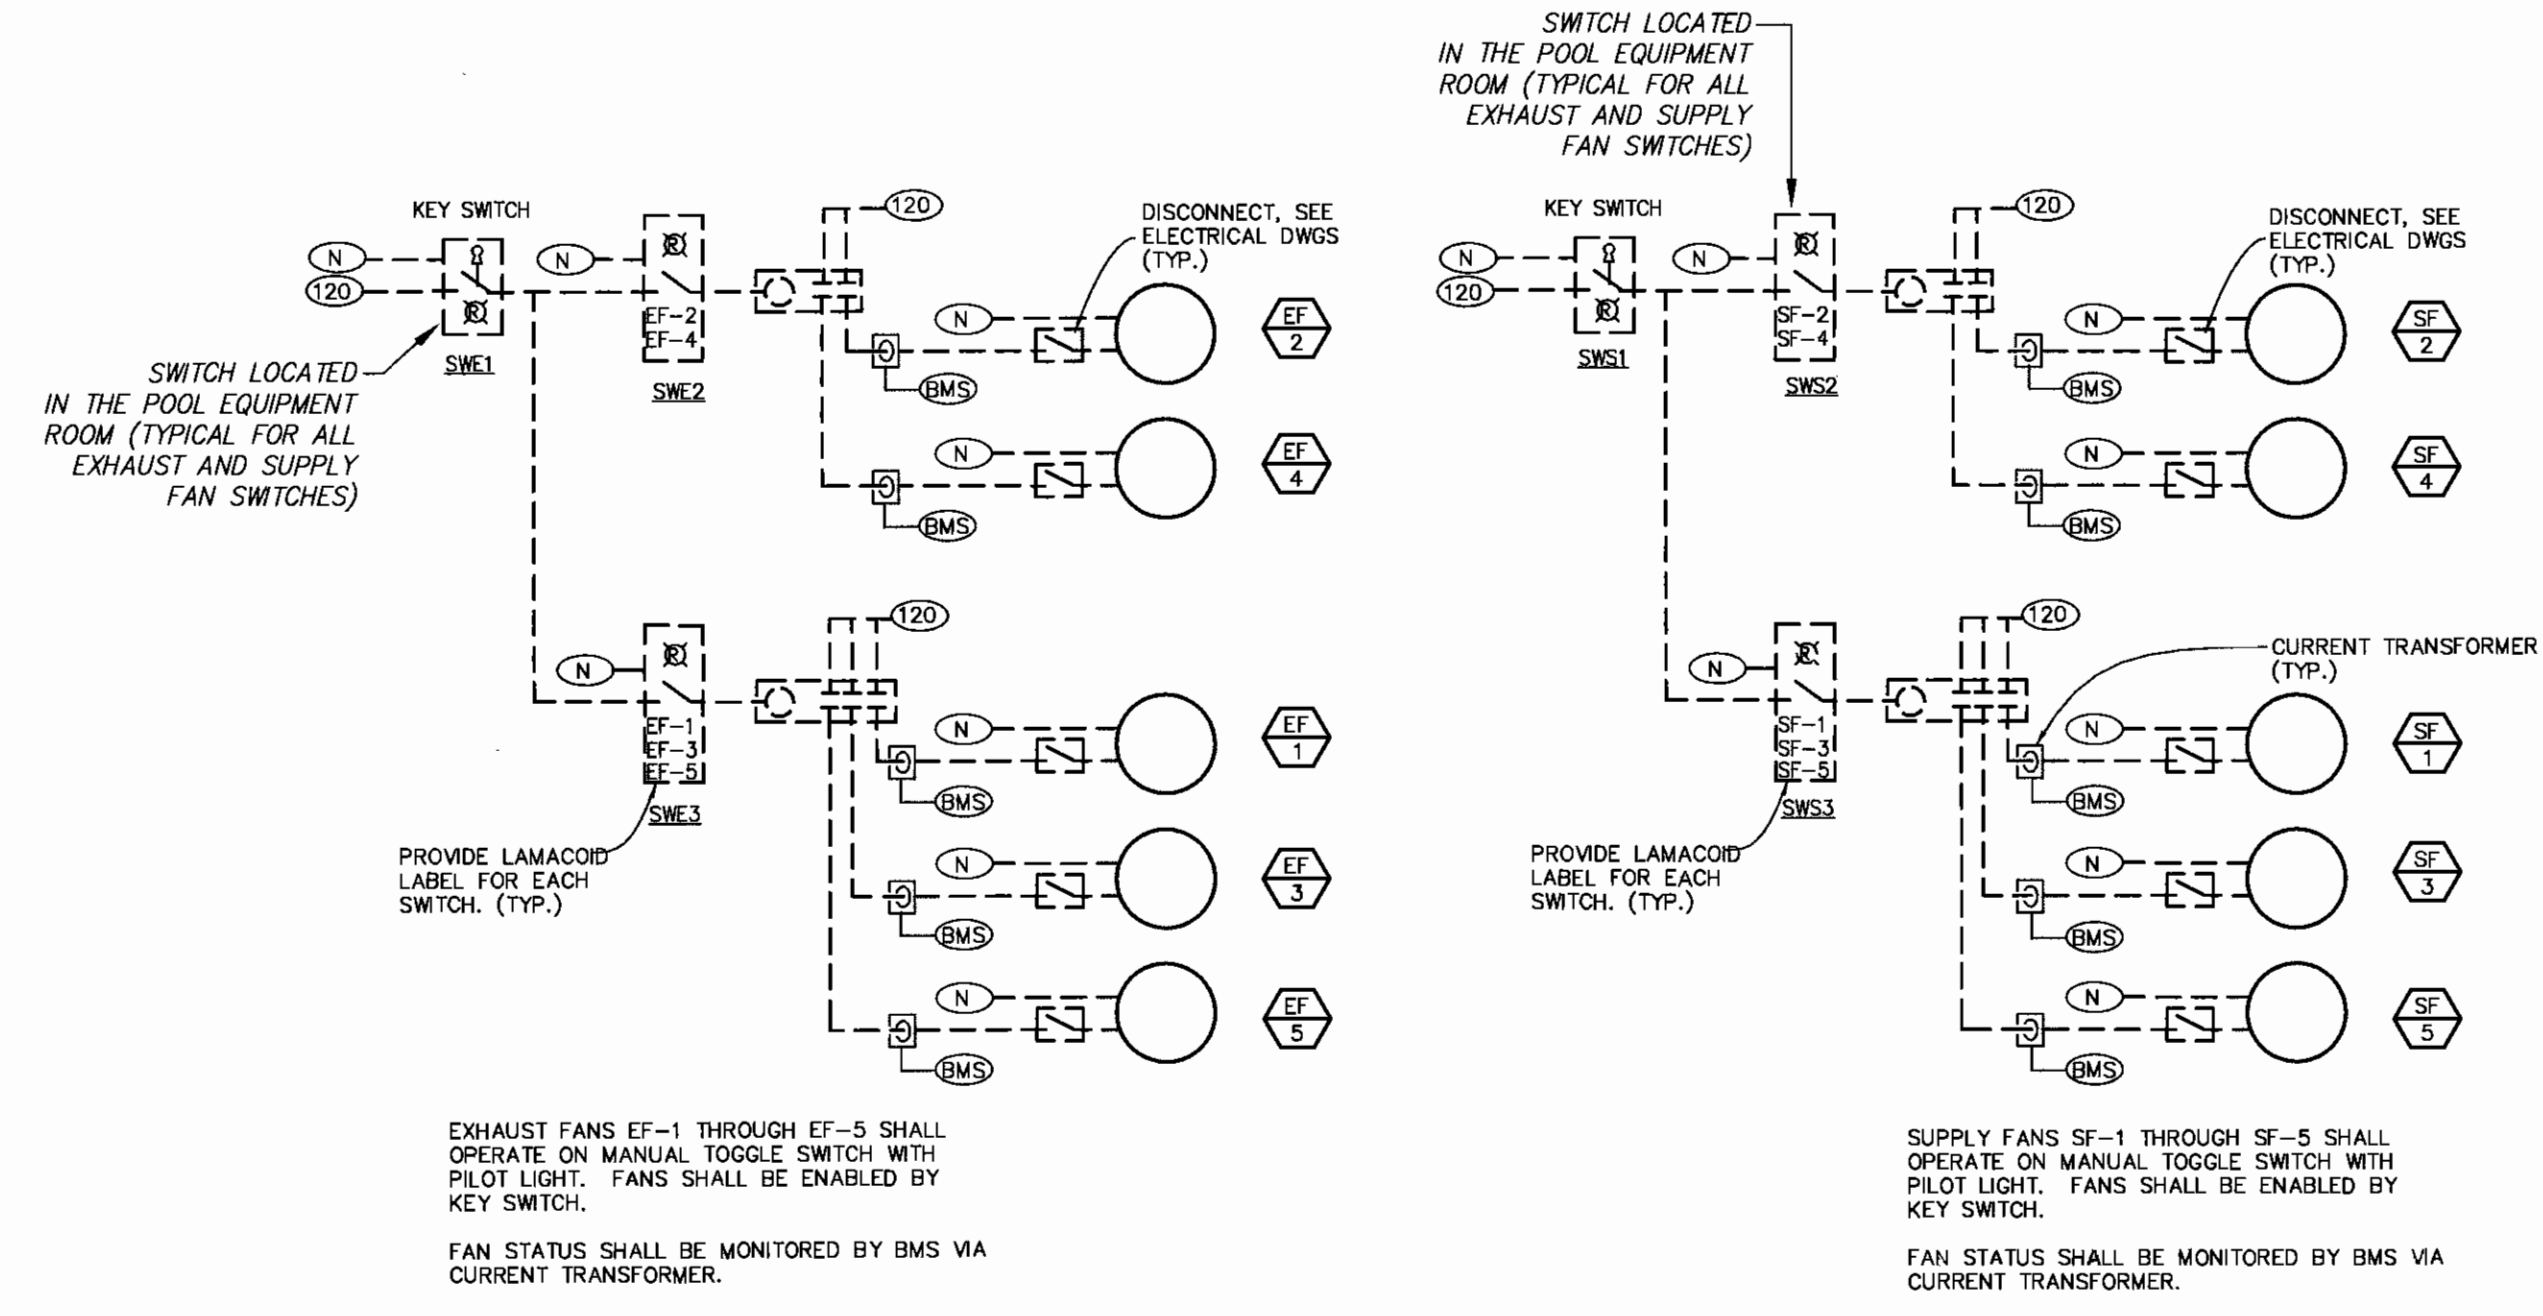 SWITCH LOCATED
IN THE POOL EQUIPMENT
ROOM (TYPICAL FOR ALL
EXHAUST AND SUPPLY
FAN SWITCHES)
KEY SWITCH
N
120
R
SWE1
SWITCH LOCATED
IN THE POOL EQUIPMENT
ROOM (TYPICAL FOR ALL
EXHAUST AND SUPPLY
FAN SWITCHES)
N
R
EF-2
EF-4
SWE2
120
DISCONNECT, SEE
ELECTRICAL DWGS
(TYP.)
N
BMS
EF
2
N
BMS
EF
4
N
R
EF-1
EF-3
EF-5
SWE3
PROVIDE LAMACOID
LABEL FOR EACH
SWITCH. (TYP.)
120
N
BMS
EF
1
N
BMS
EF
3
N
BMS
EF
5
EXHAUST FANS EF-1 THROUGH EF-5 SHALL
OPERATE ON MANUAL TOGGLE SWITCH WITH
PILOT LIGHT. FANS SHALL BE ENABLED BY
KEY SWITCH.
FAN STATUS SHALL BE MONITORED BY BMS VIA
CURRENT TRANSFORMER.
KEY SWITCH
N
120
R
SWS1
N
R
SF-2
SF-4
SWS2
120
DISCONNECT, SEE
ELECTRICAL DWGS
(TYP.)
N
BMS
SF
2
N
BMS
SF
4
N
R
SF-1
SF-3
SF-5
SWS3
PROVIDE LAMACOID
LABEL FOR EACH
SWITCH. (TYP.)
120
CURRENT TRANSFORMER
(TYP.)
N
BMS
SF
1
N
BMS
SF
3
N
BMS
SF
5
SUPPLY FANS SF-1 THROUGH SF-5 SHALL
OPERATE ON MANUAL TOGGLE SWITCH WITH
PILOT LIGHT. FANS SHALL BE ENABLED BY
KEY SWITCH.
FAN STATUS SHALL BE MONITORED BY BMS VIA
CURRENT TRANSFORMER.